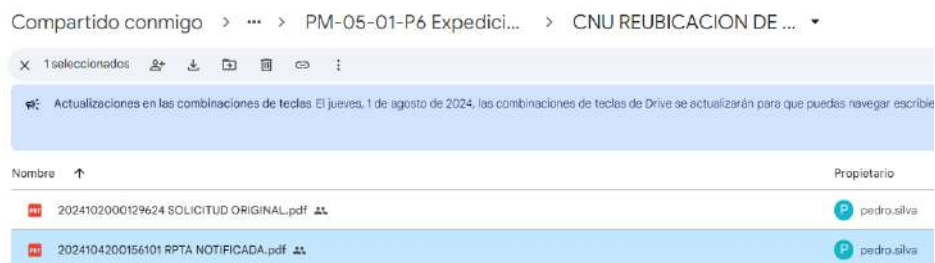 Compartido conmigo > ... > PM-05-01-P6 Expedici... > CNU REUBICACION DE ...
1 seleccionados
Actualizaciones en las combinaciones de teclas El jueves, 1 de agosto de 2024, las combinaciones de teclas de Drive se actualizarán para que puedas navegar escribie
Nombre Propietario
PDF 2024102000129624 SOLICITUD ORIGINAL.pdf P pedro.silva
PDF 2024104200156101 RPTA NOTIFICADA.pdf P pedro.silva